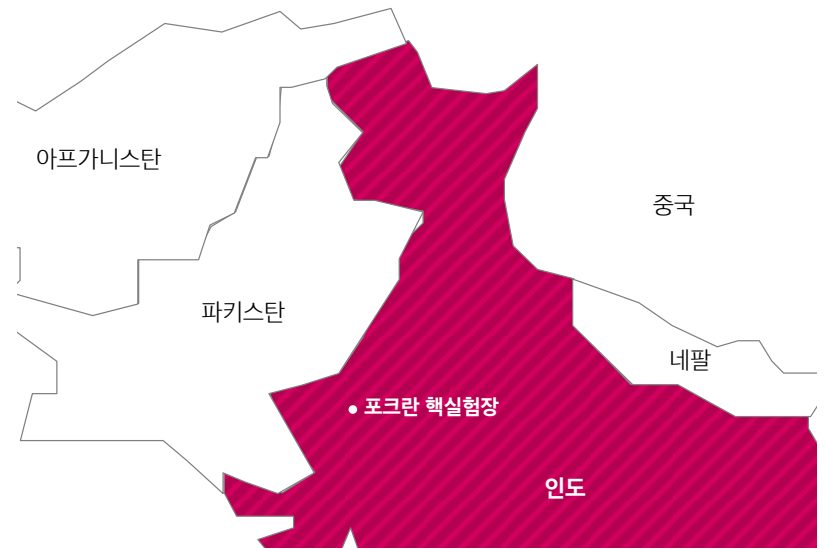 아프가니스탄
중국
파키스탄
네팔
포크란 핵실험장
인도